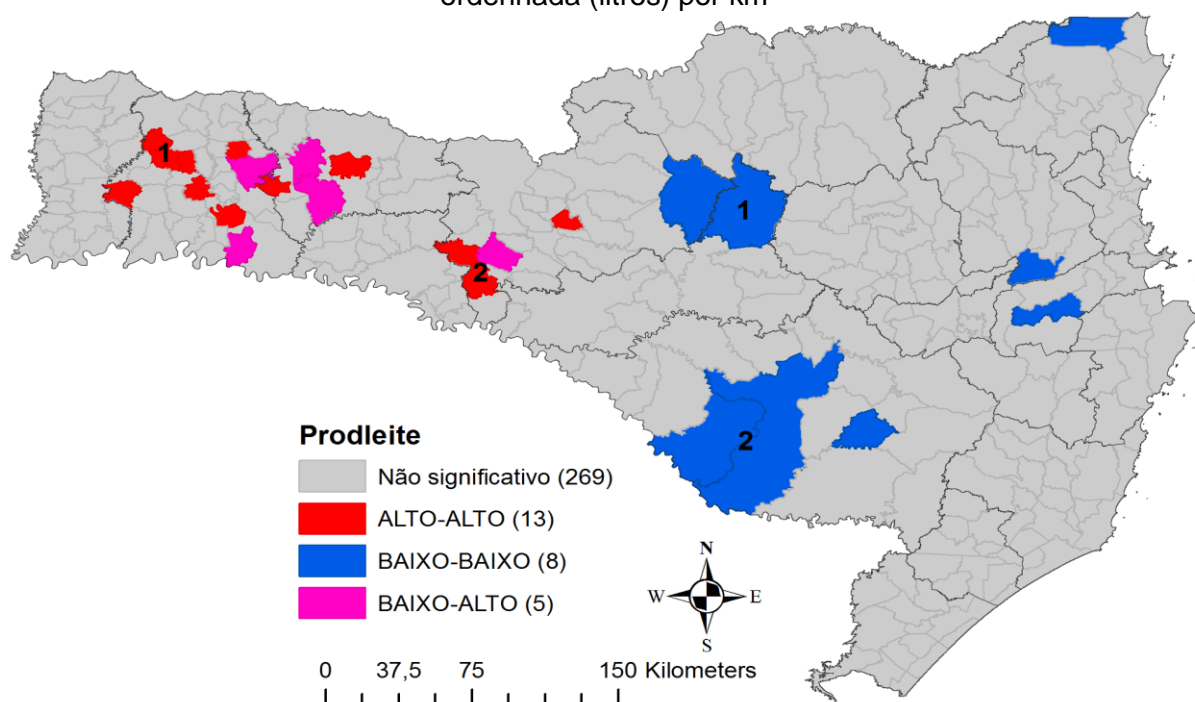 ordenhada (litros) por km
1
1
2
2
Prodleite
Não significativo (269)
ALTO-ALTO (13)
BAIXO-BAIXO (8)
BAIXO-ALTO (5)
N
W E
S
0 37,5 75 150 Kilometers